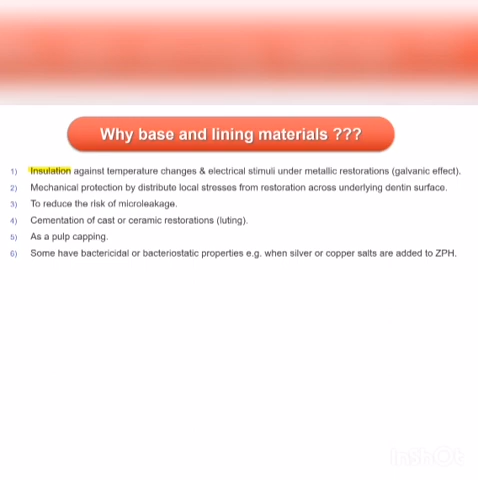 Why base and lining materials ???
1) Insulation against temperature changes & electrical stimuli under metallic restorations (galvanic effect).
2) Mechanical protection by distribute local stresses from restoration across underlying dentin surface.
3) To reduce the risk of microleakage.
4) Cementation of cast or ceramic restorations (luting).
5) As a pulp capping.
6) Some have bactericidal or bacteriostatic properties e.g. when silver or copper salts are added to ZPH.
InShOt